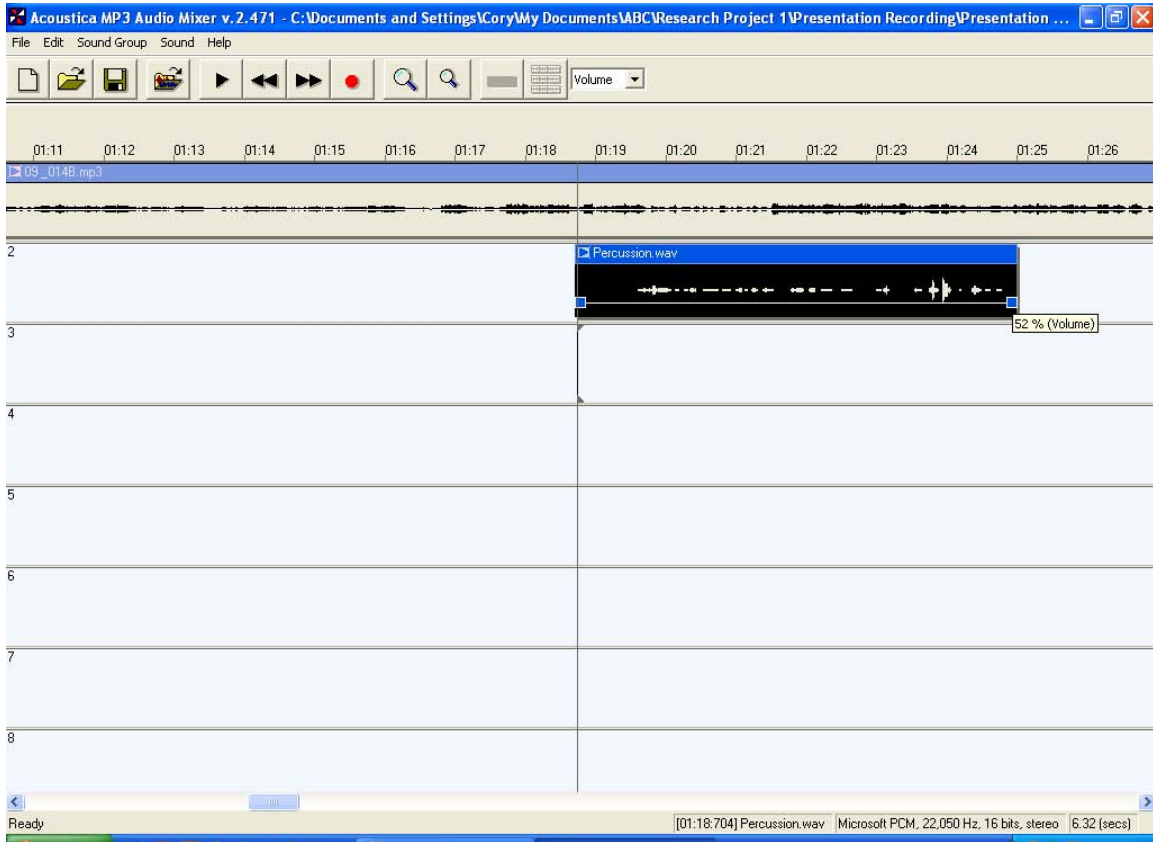 Acoustica MP3 Audio Mixer v.2.471 - C:\Documents and Settings\Cory\My Documents\ABC\Research Project 1\Presentation Recording\Presentation ...
File Edit Sound Group Sound Help
Volume
01:11 01:12 01:13 01:14 01:15 01:16 01:17 01:18 01:19 01:20 01:21 01:22 01:23 01:24 01:25 01:26
09_014B.mp3
2
Percussion.wav
52 % (Volume)
3
4
5
6
7
8
Ready [01:18:704] Percussion.wav Microsoft PCM, 22,050 Hz, 16 bits, stereo 6.32 (secs)